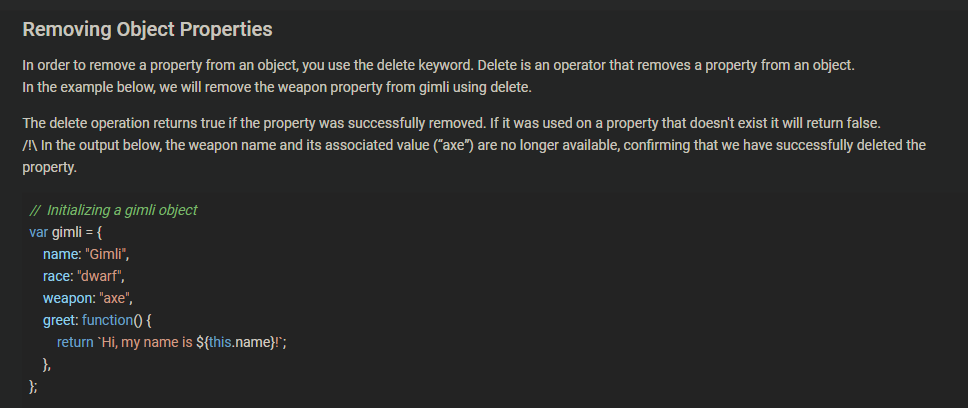 Removing Object Properties
In order to remove a property from an object, you use the delete keyword. Delete is an operator that removes a property from an object.
In the example below, we will remove the weapon property from gimli using delete.
The delete operation returns true if the property was successfully removed. If it was used on a property that doesn't exist it will return false.
/!\ In the output below, the weapon name and its associated value (“axe”) are no longer available, confirming that we have successfully deleted the
property.
// Initializing a gimli object
var gimli = {
name: "Gimli",
race: "dwarf",
weapon: "axe",
greet: function() {
return `Hi, my name is ${this.name}!`;
},
};